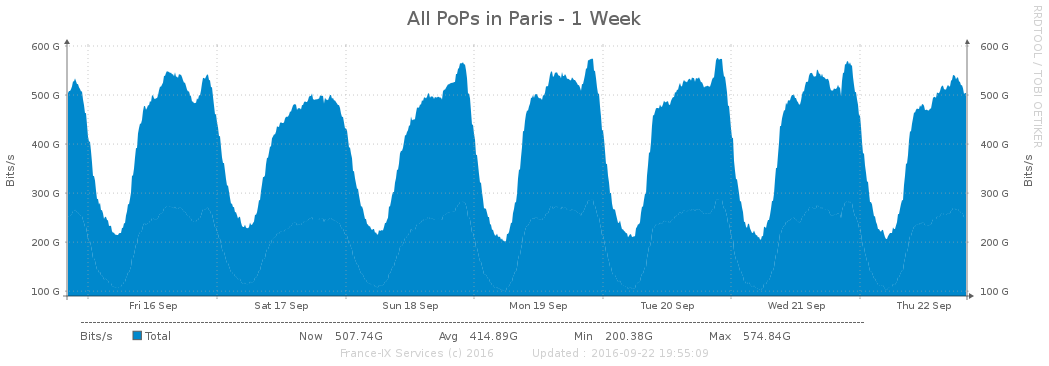 All PoPs in Paris - 1 Week
RRDTOOL / TOBI OETIKER
600 G 600 G
500 G 500 G
400 G 400 G
300 G 300 G
200 G 200 G
100 G 100 G
Bits/s
Bits/s
Fri 16 Sep Sat 17 Sep Sun 18 Sep Mon 19 Sep Tue 20 Sep Wed 21 Sep Thu 22 Sep
Bits/s Total Now 507.74G Avg 414.89G Min 200.38G Max 574.84G
France-IX Services (c) 2016 Updated : 2016-09-22 19:55:09